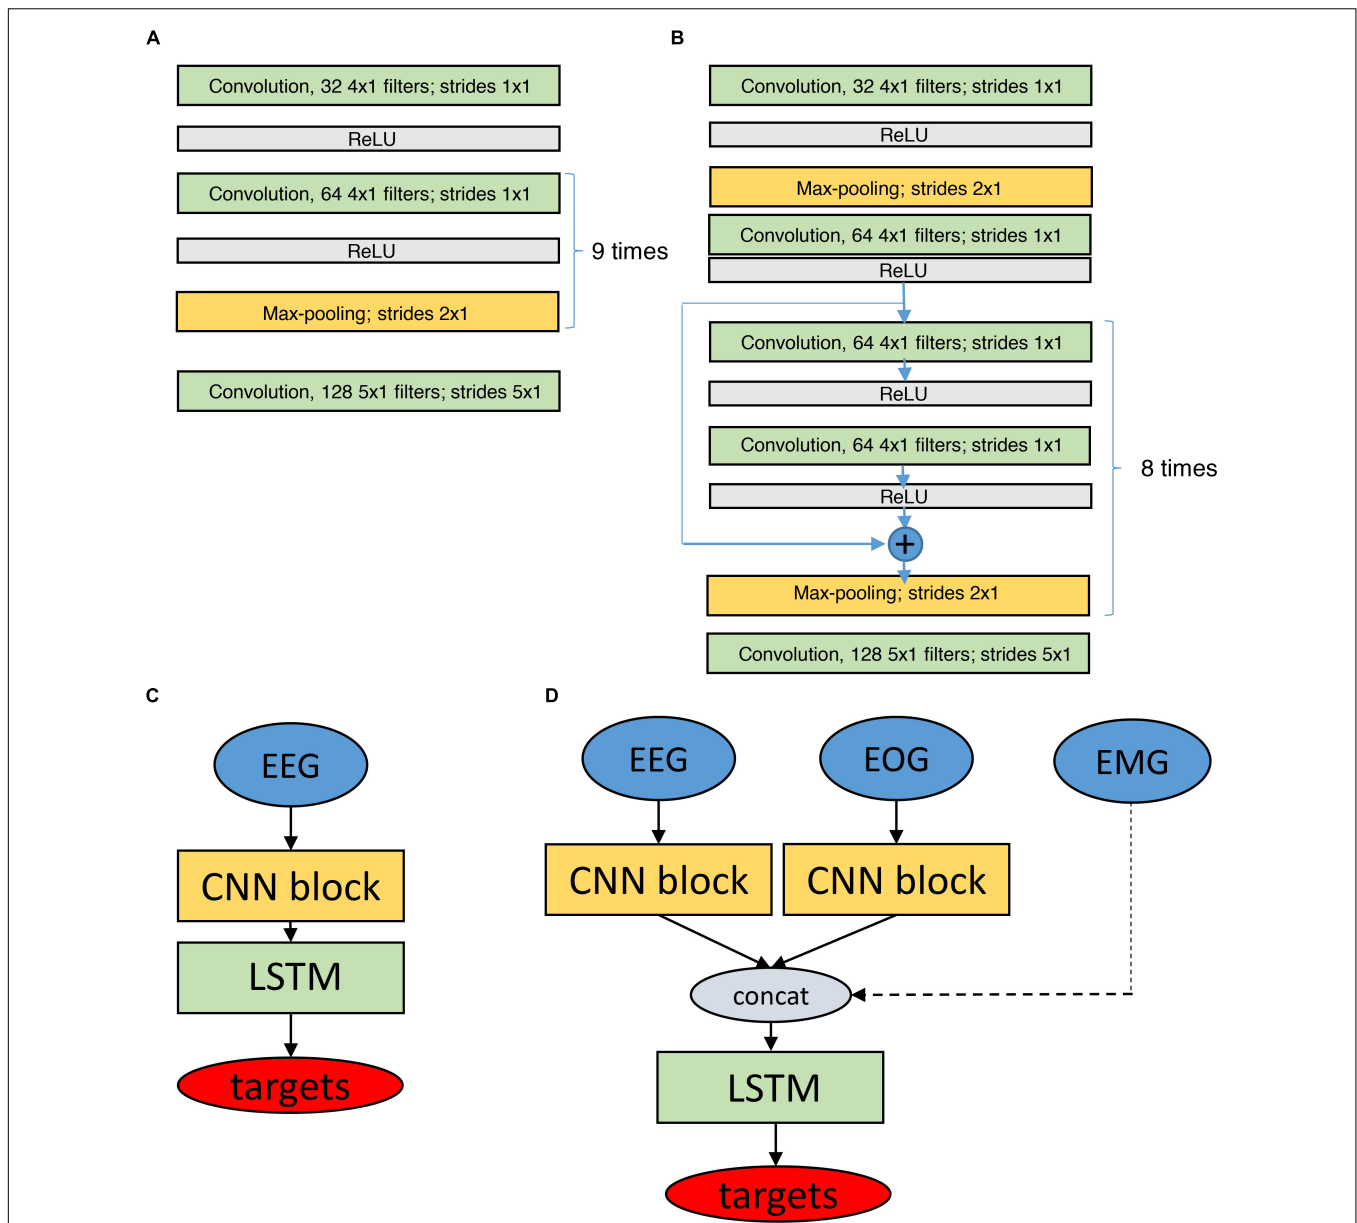 A
Convolution, 32 4x1 filters; strides 1x1
ReLU
Convolution, 64 4x1 filters; strides 1x1
ReLU
Max-pooling; strides 2x1
9 times
Convolution, 128 5x1 filters; strides 5x1
B
Convolution, 32 4x1 filters; strides 1x1
ReLU
Max-pooling; strides 2x1
Convolution, 64 4x1 filters; strides 1x1
ReLU
Convolution, 64 4x1 filters; strides 1x1
ReLU
Convolution, 64 4x1 filters; strides 1x1
ReLU
+
Max-pooling; strides 2x1
8 times
Convolution, 128 5x1 filters; strides 5x1
C
EEG
CNN block
LSTM
targets
D
EEG
EOG
EMG
CNN block
CNN block
concat
LSTM
targets